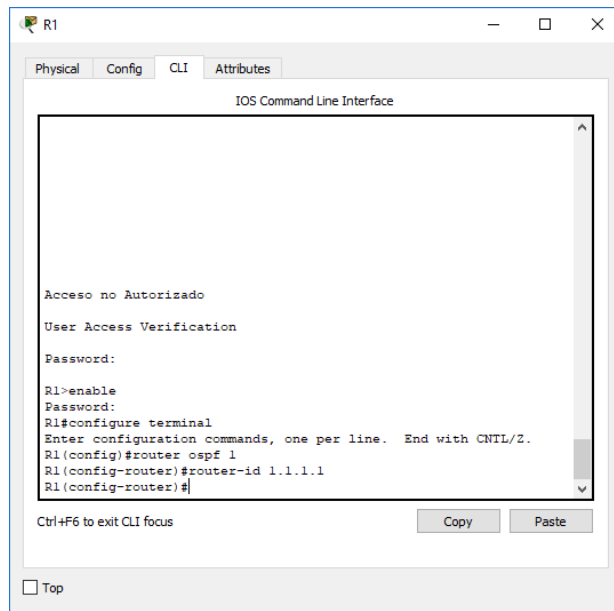 R1
Physical Config CLI Attributes
IOS Command Line Interface
Acceso no Autorizado
User Access Verification
Password:
R1>enable
Password:
R1#configure terminal
Enter configuration commands, one per line.  End with CNTL/Z.
R1(config)#router ospf 1
R1(config-router)#router-id 1.1.1.1
R1(config-router)#
Ctrl+F6 to exit CLI focus
Copy Paste
Top